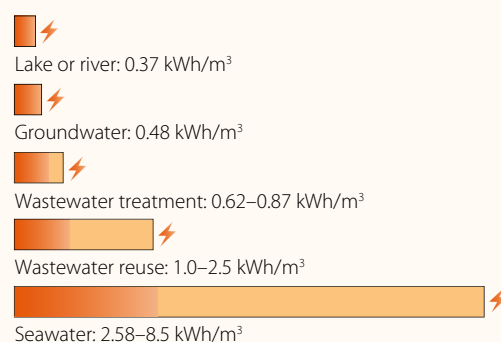 Lake or river: 0.37 kWh/m³
Groundwater: 0.48 kWh/m³
Wastewater treatment: 0.62–0.87 kWh/m³
Wastewater reuse: 1.0–2.5 kWh/m³
Seawater: 2.58–8.5 kWh/m³